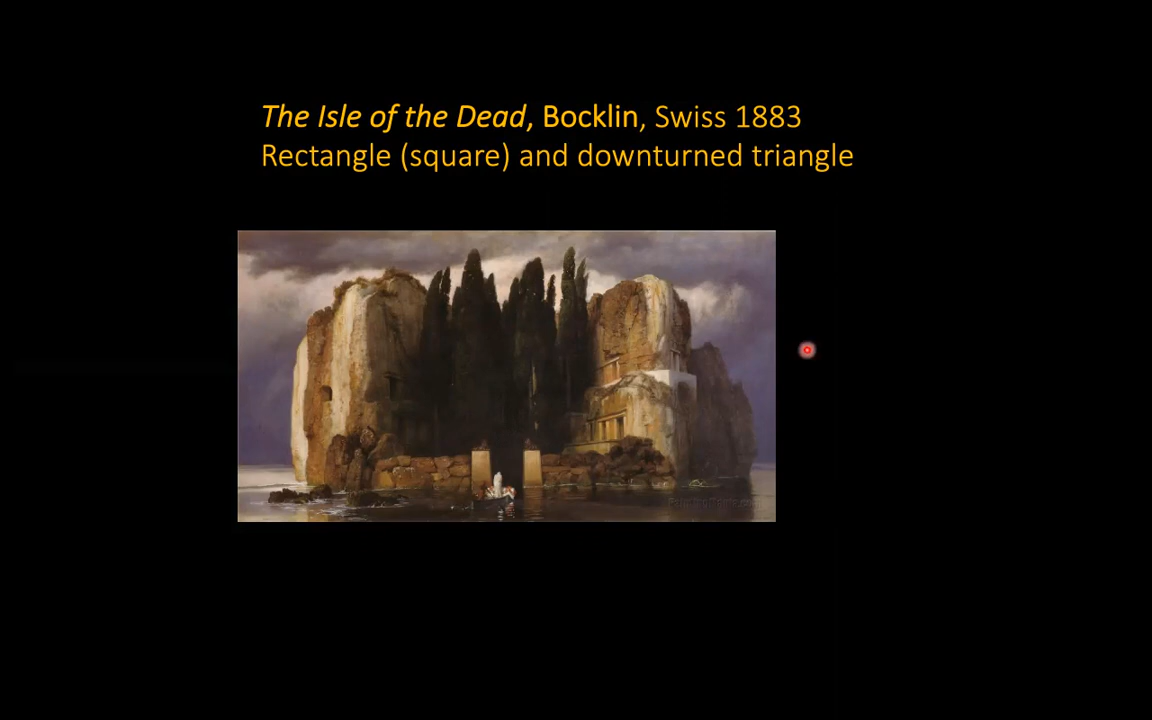 The Isle of the Dead, Bocklin, Swiss 1883
Rectangle (square) and downturned triangle